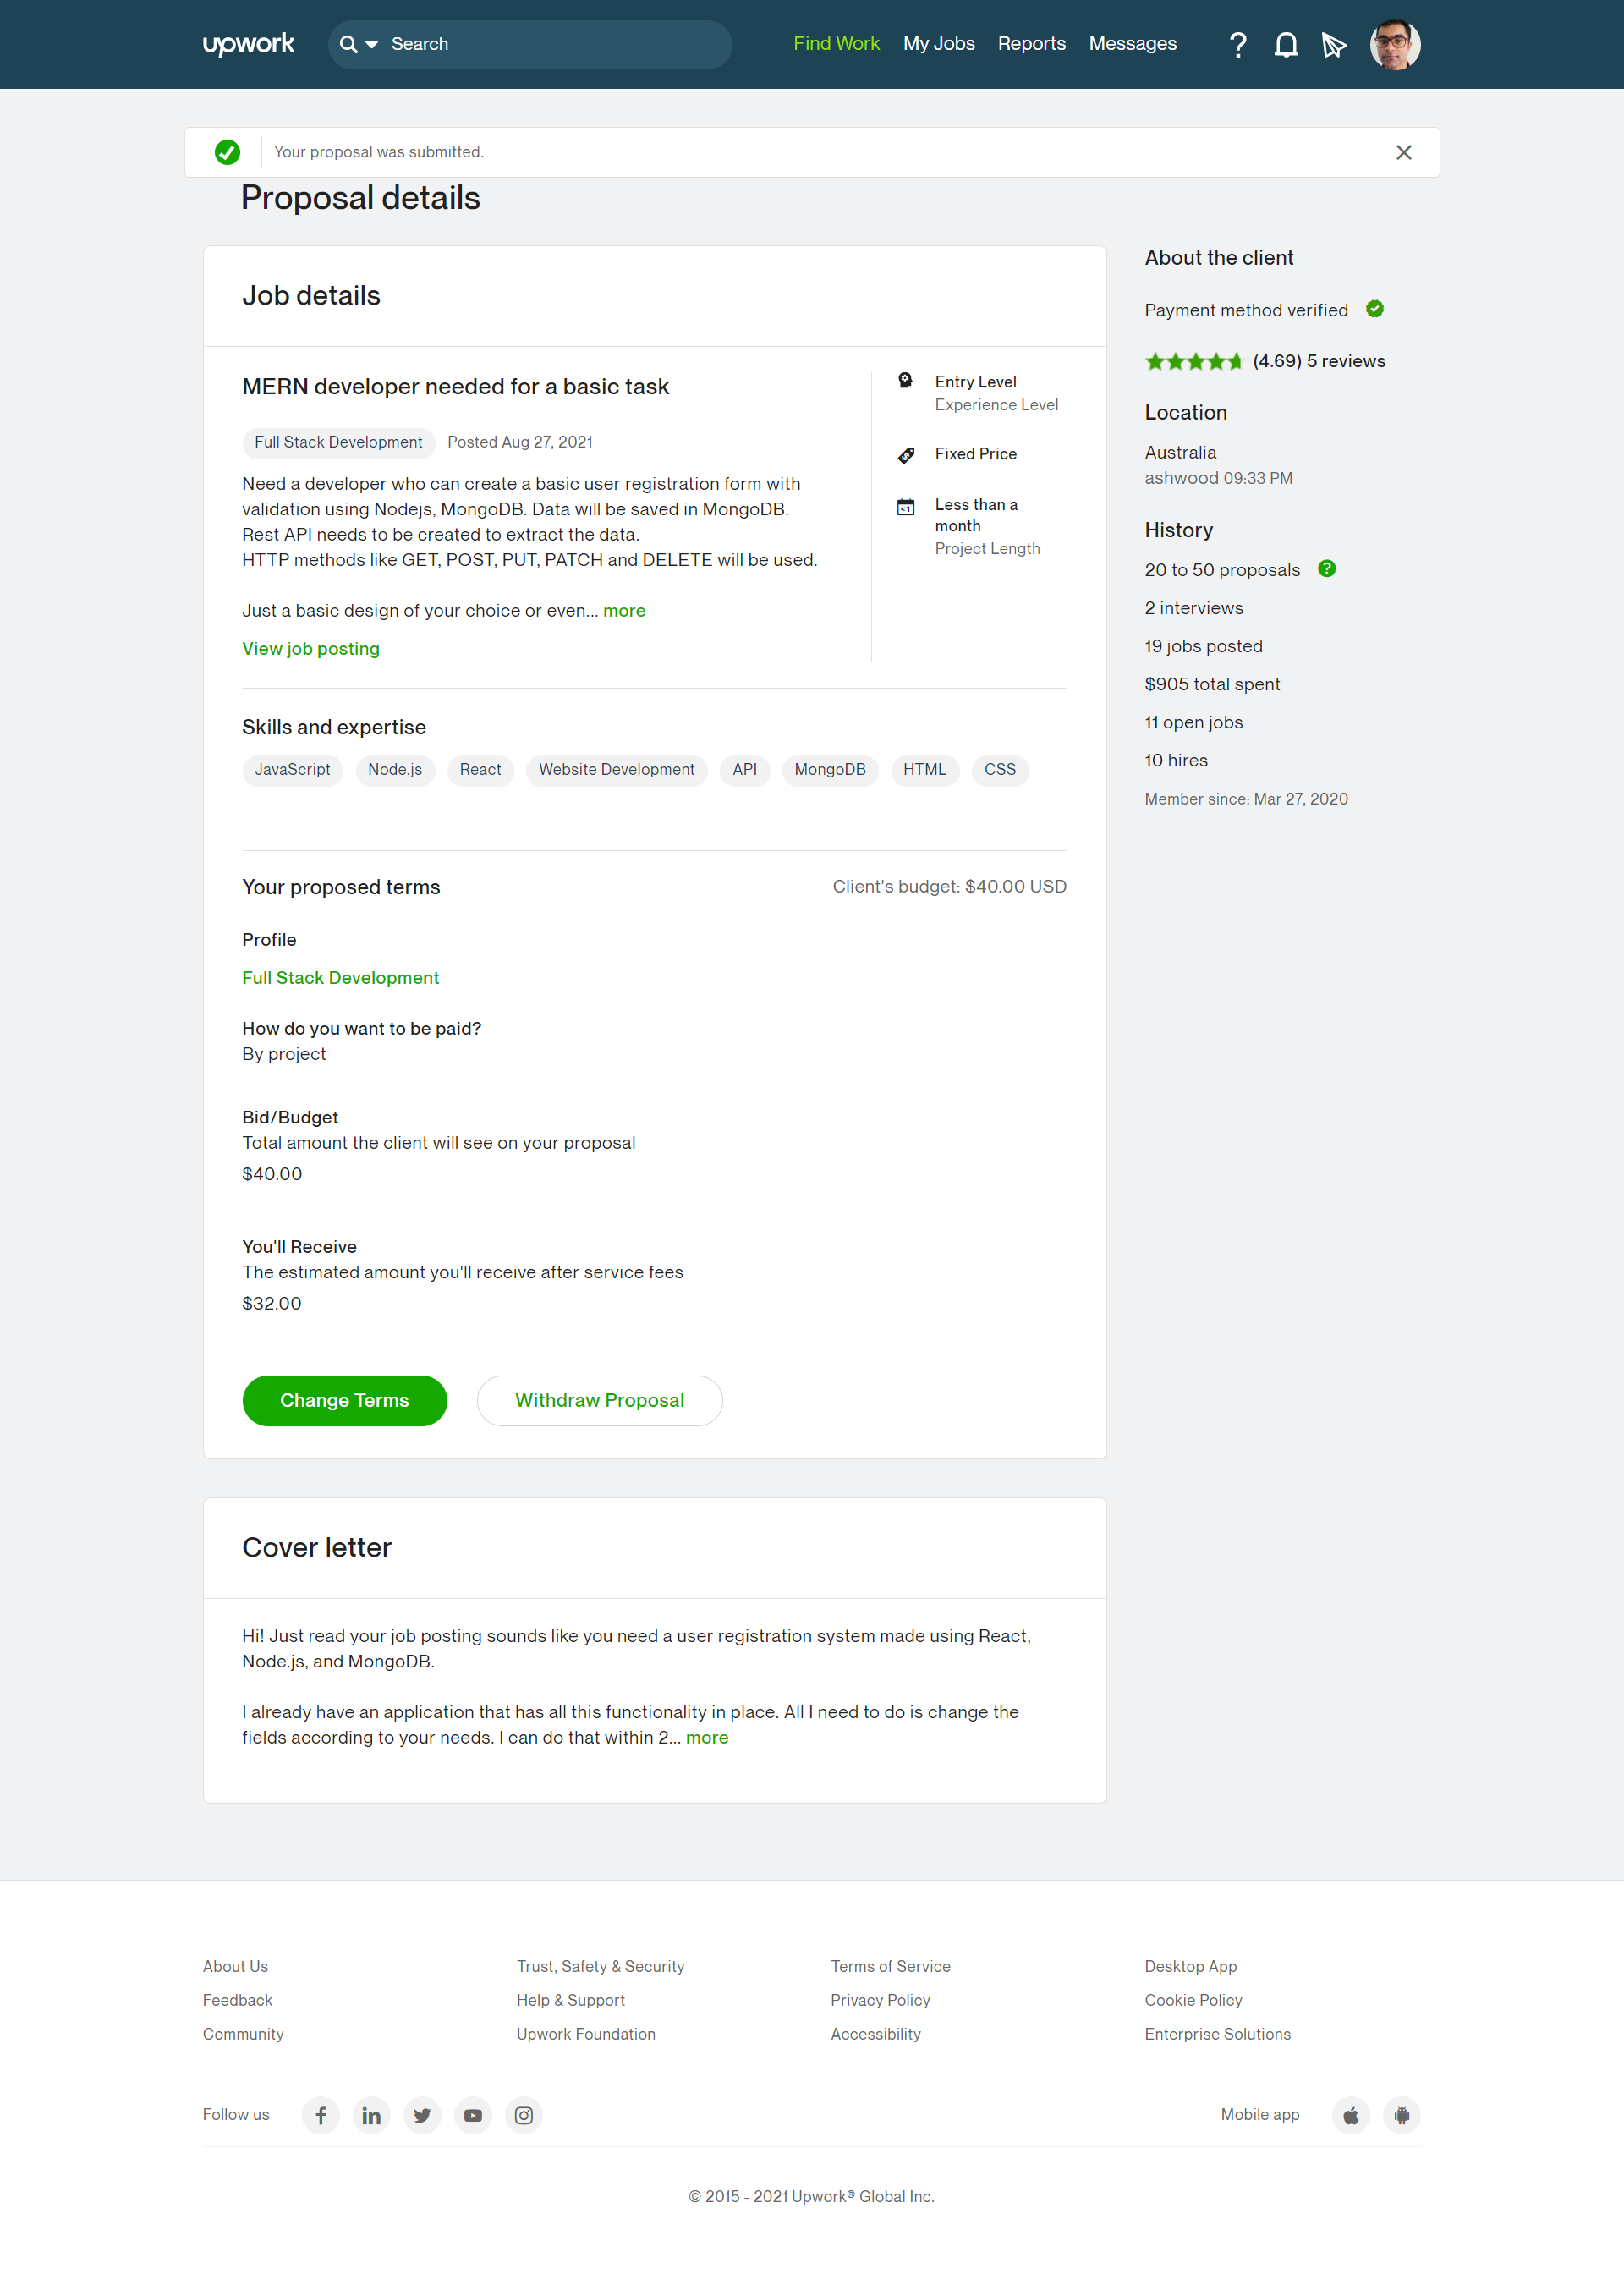 upwork
Search
Find Work
My Jobs
Reports
Messages
Your proposal was submitted.
Proposal details
Job details
MERN developer needed for a basic task
Full Stack Development
Posted Aug 27, 2021
Need a developer who can create a basic user registration form with
validation using Nodejs, MongoDB. Data will be saved in MongoDB.
Rest API needs to be created to extract the data.
HTTP methods like GET, POST, PUT, PATCH and DELETE will be used.
Just a basic design of your choice or even... more
View job posting
Entry Level
Experience Level
Fixed Price
Less than a
month
Project Length
Skills and expertise
JavaScript
Node.js
React
Website Development
API
MongoDB
HTML
CSS
Your proposed terms
Client's budget: $40.00 USD
Profile
Full Stack Development
How do you want to be paid?
By project
Bid/Budget
Total amount the client will see on your proposal
$40.00
You'll Receive
The estimated amount you'll receive after service fees
$32.00
Change Terms
Withdraw Proposal
About the client
Payment method verified
(4.69) 5 reviews
Location
Australia
ashwood 09:33 PM
History
20 to 50 proposals
2 interviews
19 jobs posted
$905 total spent
11 open jobs
10 hires
Member since: Mar 27, 2020
Cover letter
Hi! Just read your job posting sounds like you need a user registration system made using React,
Node.js, and MongoDB.
I already have an application that has all this functionality in place. All I need to do is change the
fields according to your needs. I can do that within 2... more
About Us
Feedback
Community
Trust, Safety & Security
Help & Support
Upwork Foundation
Terms of Service
Privacy Policy
Accessibility
Desktop App
Cookie Policy
Enterprise Solutions
Follow us
Mobile app
© 2015 - 2021 Upwork® Global Inc.